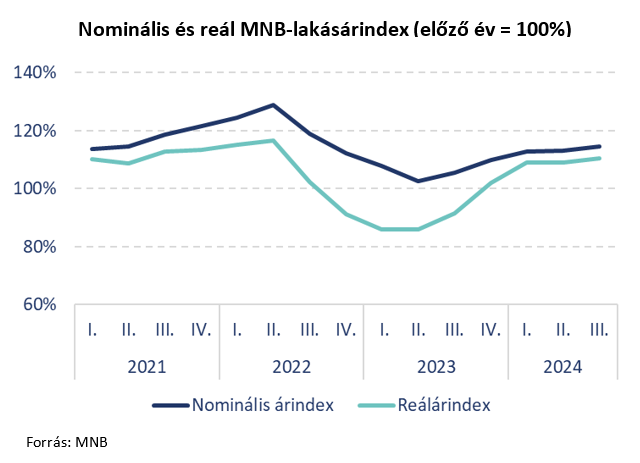 Nominális és reál MNB-lakásárindex (előző év = 100%)
140%
120%
100%
80%
60%
I. II. III. IV. I. II. III. IV. I. II. III. IV. I. II. III.
2021 2022 2023 2024
Nominális árindex Reálárindex
Forrás: MNB